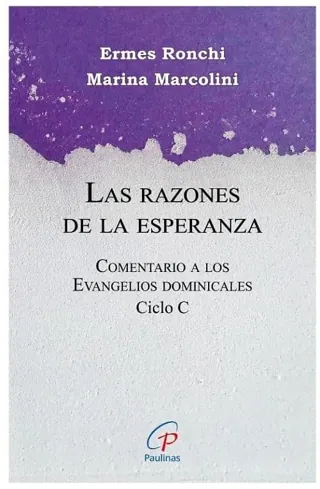 Ermes Ronchi
Marina Marcolini
LAS RAZONES
DE LA ESPERANZA
COMENTARIO A LOS
EVANGELIOS DOMINICALES
Ciclo C
Paulinas